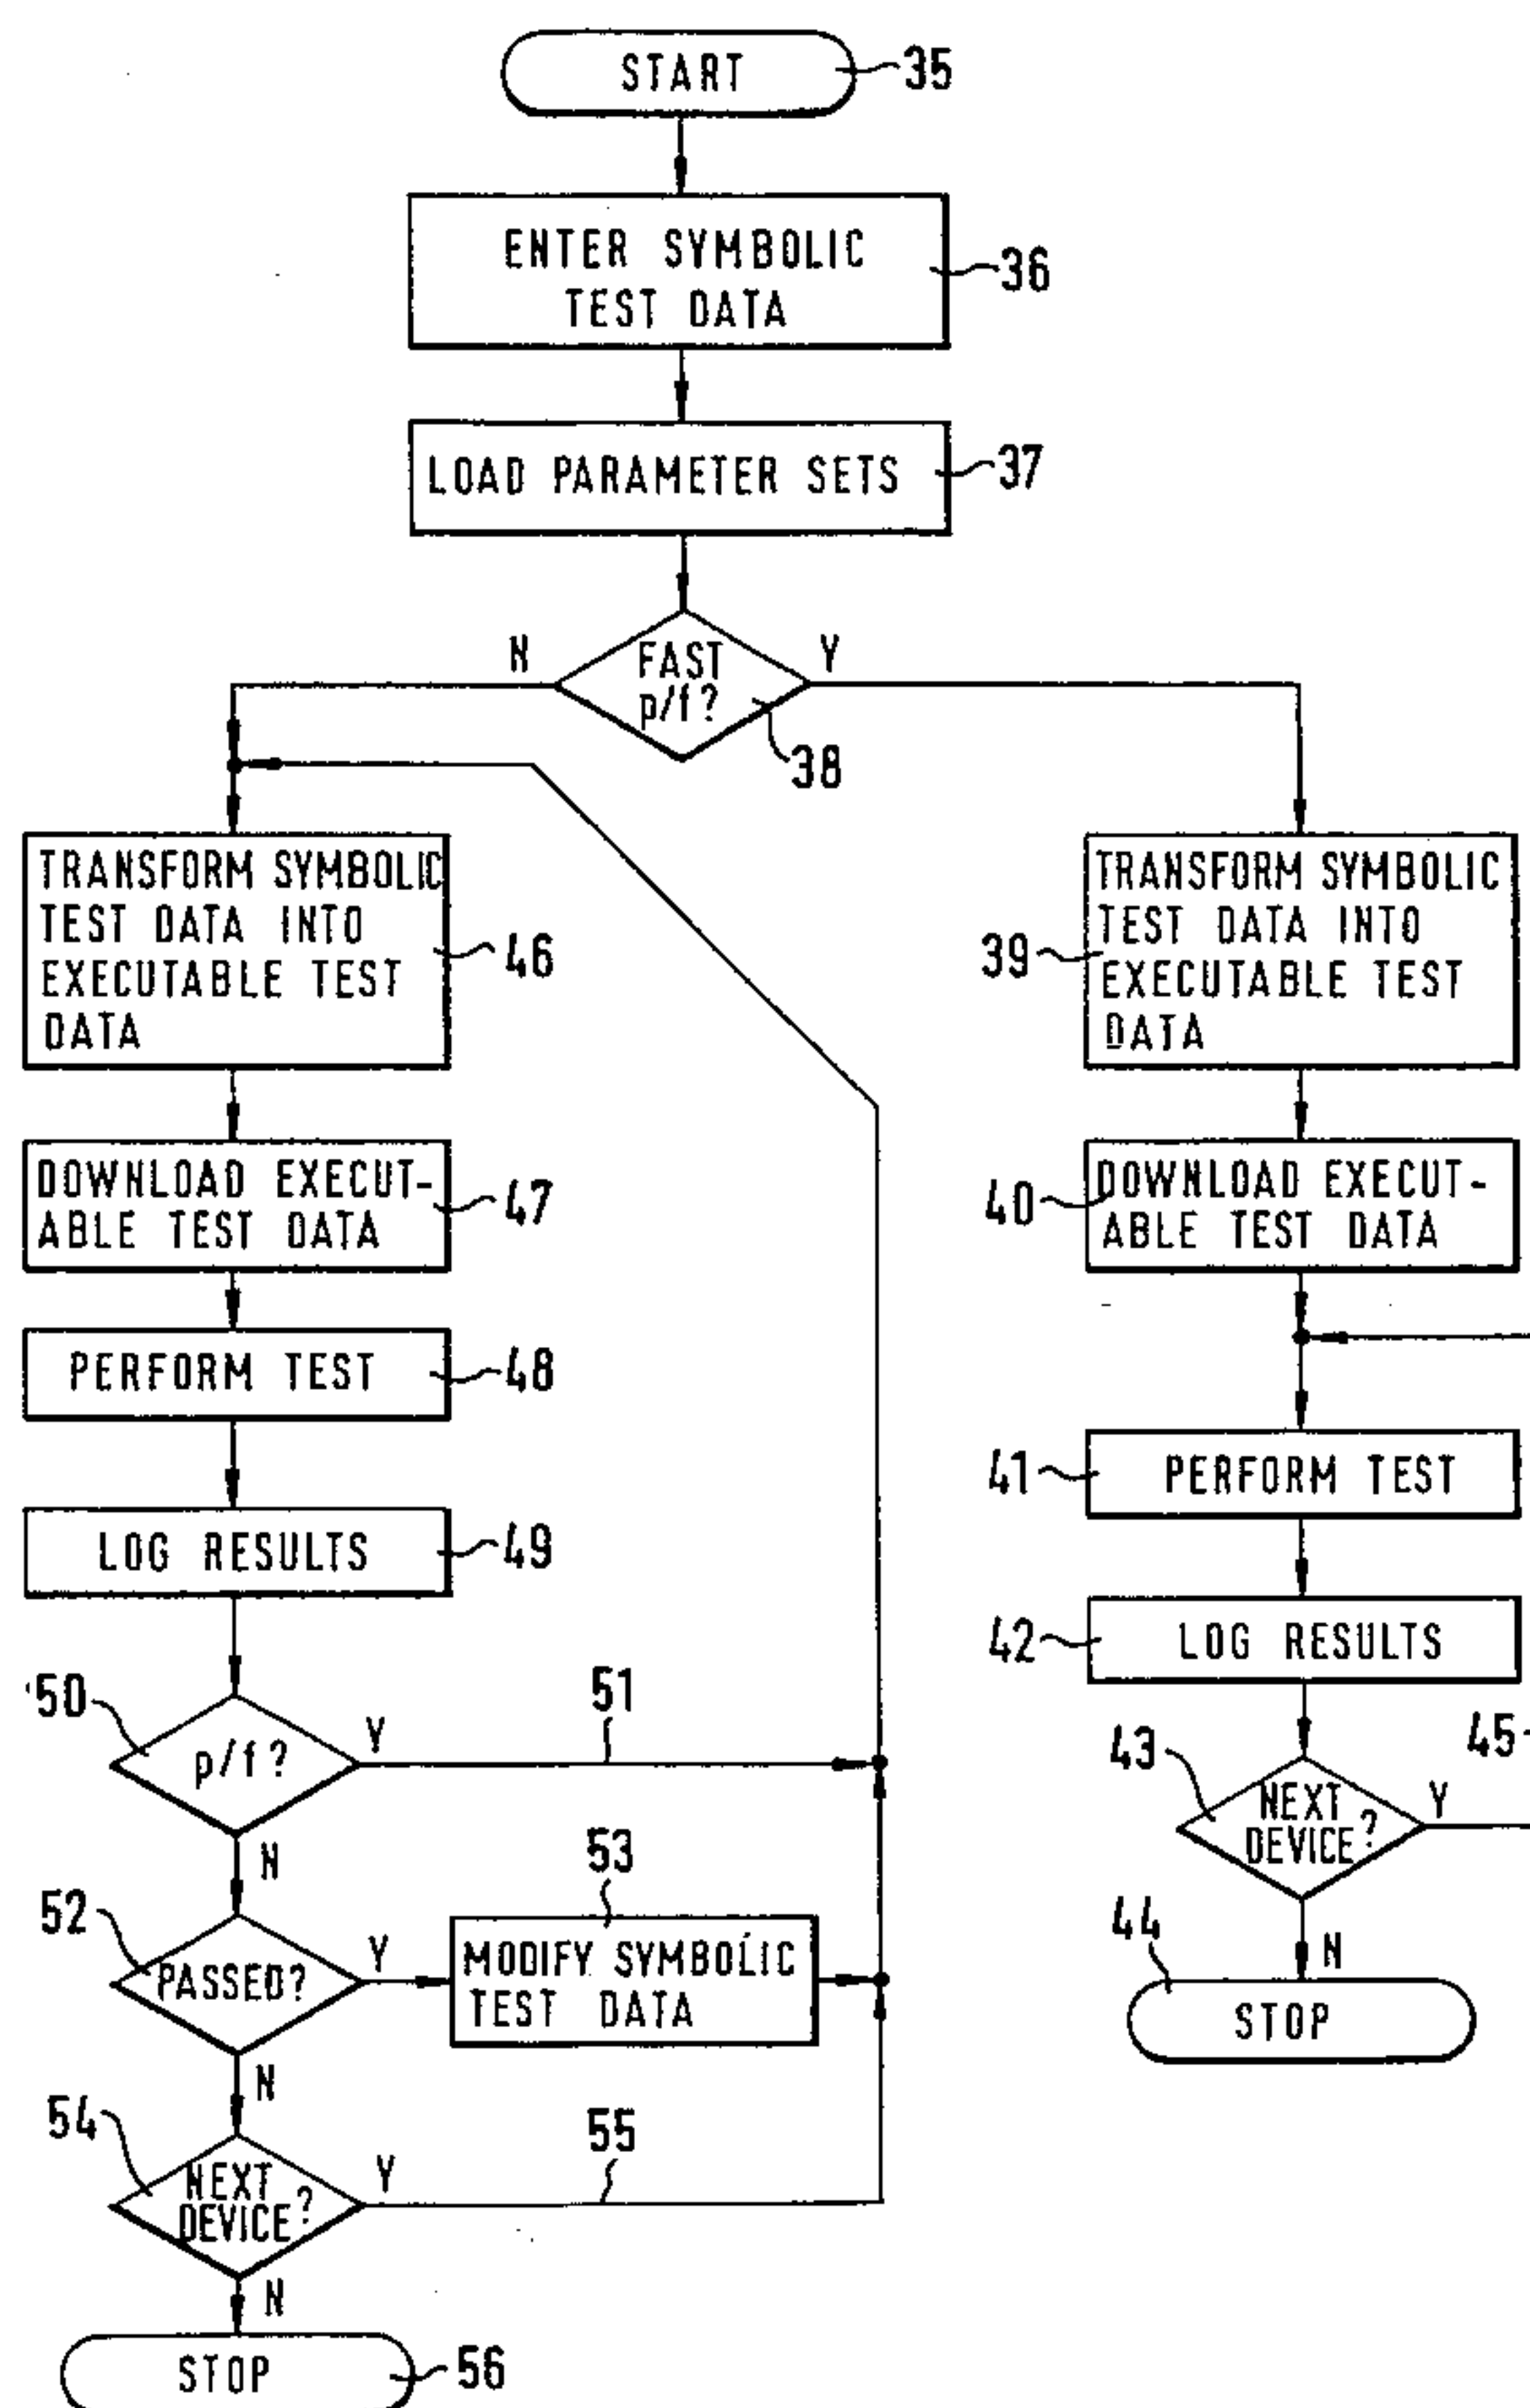 START
35
ENTER SYMBOLIC
TEST DATA
36
LOAD PARAMETER SETS
37
N
FAST
p/f?
Y
38
TRANSFORM SYMBOLIC
TEST DATA INTO
EXECUTABLE TEST
DATA
46
39
TRANSFORM SYMBOLIC
TEST DATA INTO
EXECUTABLE TEST
DATA
DOWNLOAD EXECUT-
ABLE TEST DATA
47
40
DOWNLOAD EXECUT-
ABLE TEST DATA
PERFORM TEST
48
41
PERFORM TEST
LOG RESULTS
49
42
LOG RESULTS
50
p/f?
Y
51
N
43
NEXT
DEVICE?
Y
45
N
44
STOP
52
PASSED?
Y
53
MODIFY SYMBOLIC
TEST DATA
N
54
NEXT
DEVICE?
Y
55
N
STOP
56